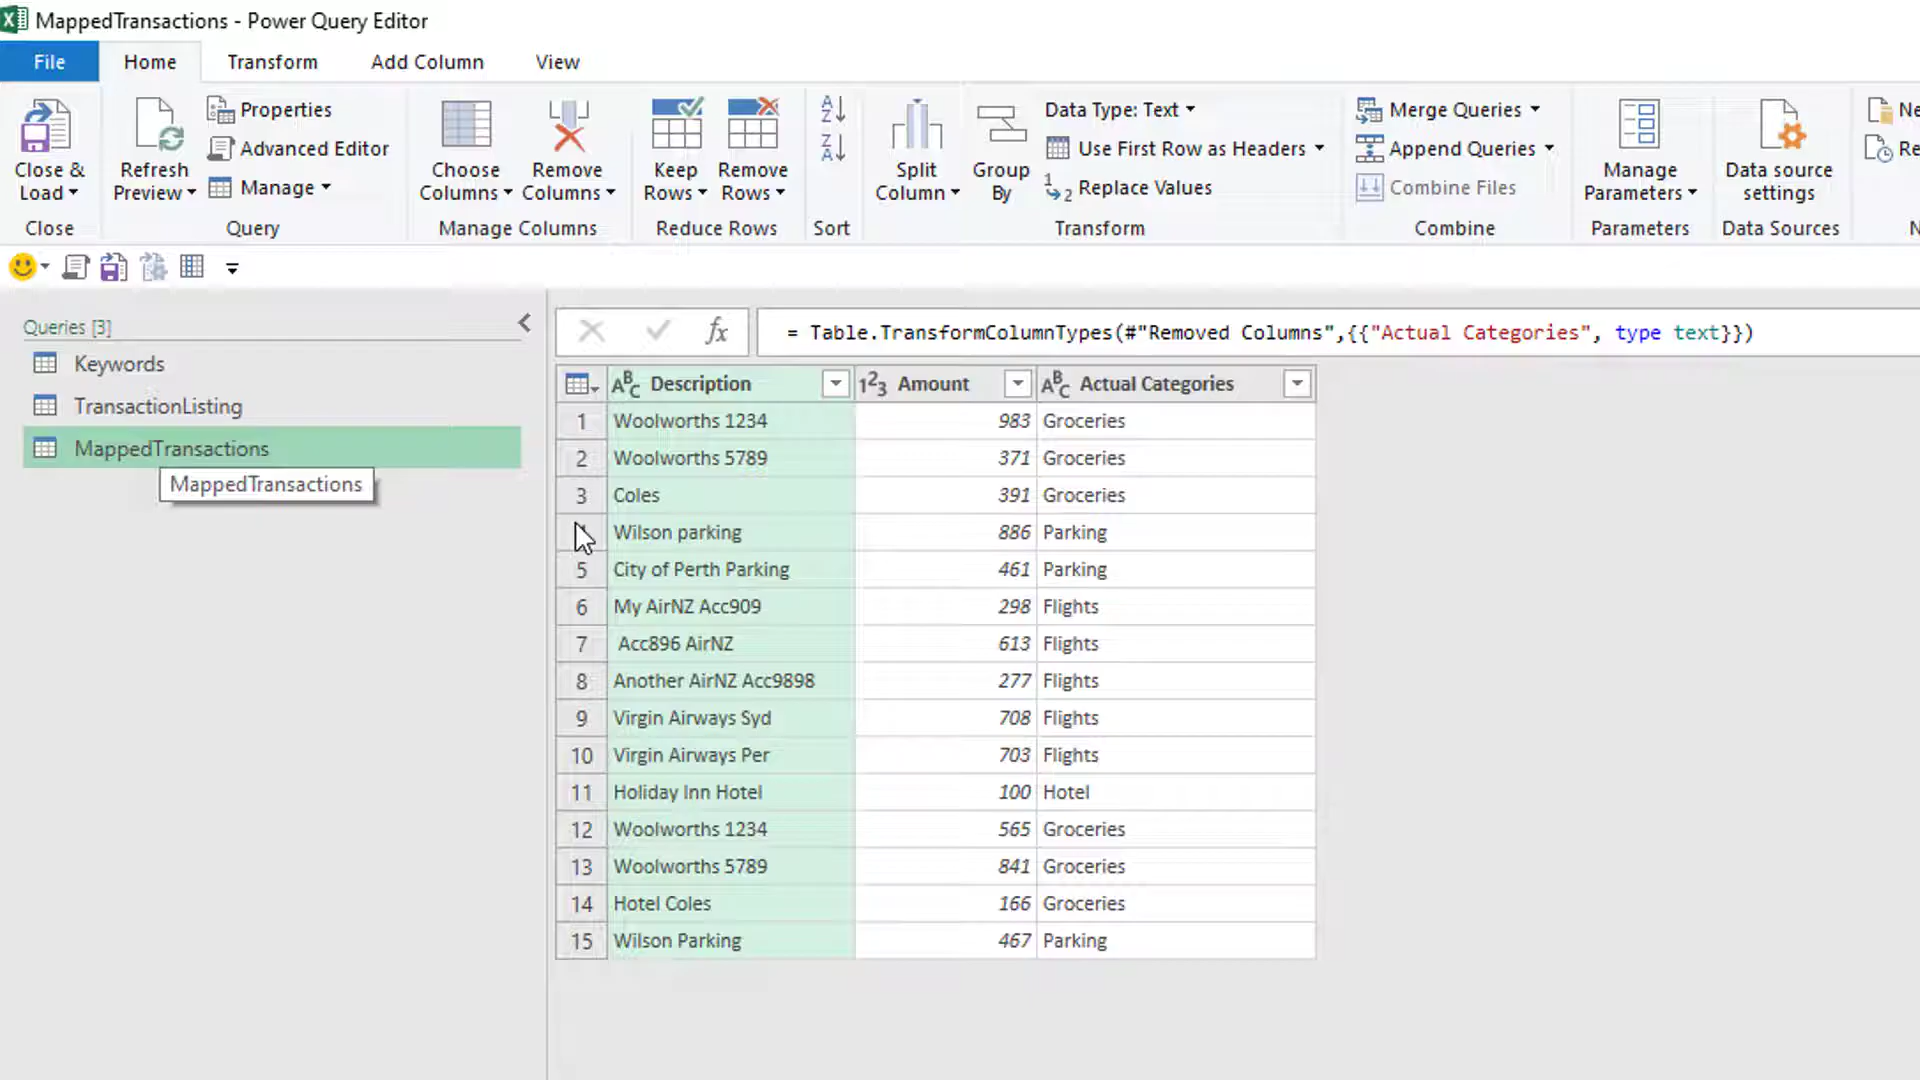 MappedTransactions - Power Query Editor
File Home Transform Add Column View
Close & Load
Refresh Preview
Properties
Advanced Editor
Manage
Choose Columns
Remove Columns
Keep Rows
Remove Rows
Split Column
Group By
Data Type: Text
Use First Row as Headers
Replace Values
Merge Queries
Append Queries
Combine Files
Manage Parameters
Data source settings
Close Query Manage Columns Reduce Rows Sort Transform Combine Parameters Data Sources
Queries [3]
Keywords
TransactionListing
MappedTransactions
MappedTransactions
fx = Table.TransformColumnTypes(#"Removed Columns",{{"Actual Categories", type text}})
Description Amount Actual Categories
1 Woolworths 1234 983 Groceries
2 Woolworths 5789 371 Groceries
3 Coles 391 Groceries
Wilson parking 886 Parking
5 City of Perth Parking 461 Parking
6 My AirNZ Acc909 298 Flights
7 Acc896 AirNZ 613 Flights
8 Another AirNZ Acc9898 277 Flights
9 Virgin Airways Syd 708 Flights
10 Virgin Airways Per 703 Flights
11 Holiday Inn Hotel 100 Hotel
12 Woolworths 1234 565 Groceries
13 Woolworths 5789 841 Groceries
14 Hotel Coles 166 Groceries
15 Wilson Parking 467 Parking